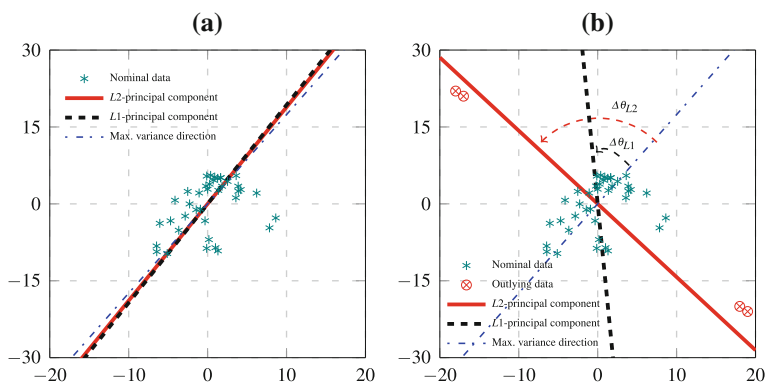 (a)
30
15
0
−15
−30
−20
−10
0
10
20
Nominal data
L2-principal component
L1-principal component
Max. variance direction
(b)
30
15
0
−15
−30
−20
−10
0
10
20
ΔθL2
ΔθL1
Nominal data
Outlying data
L2-principal component
L1-principal component
Max. variance direction